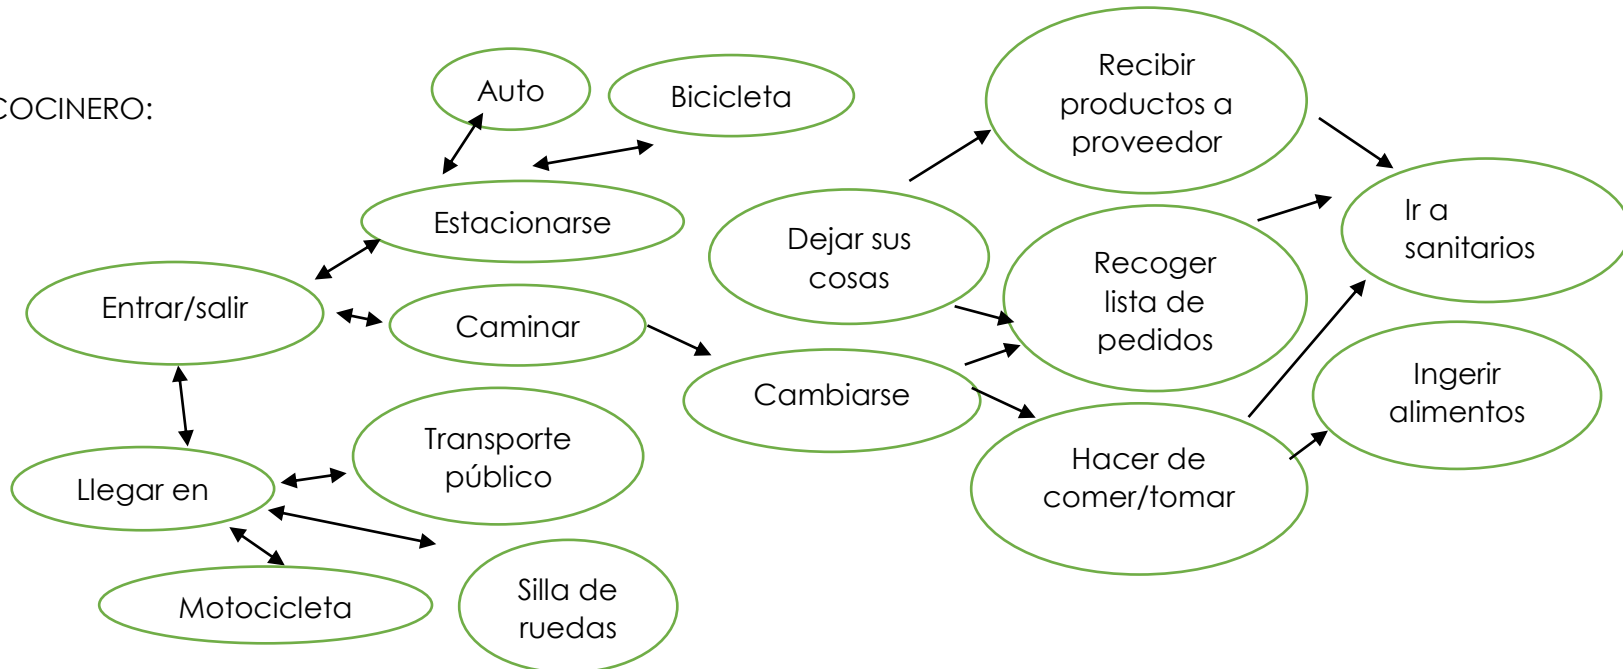 COCINERO:
Auto
Bicicleta
Estacionarse
Entrar/salir
Caminar
Llegar en
Transporte
público
Motocicleta
Silla de
ruedas
Dejar sus
cosas
Cambiarse
Recibir
productos a
proveedor
Recoger
lista de
pedidos
Hacer de
comer/tomar
Ir a
sanitarios
Ingerir
alimentos